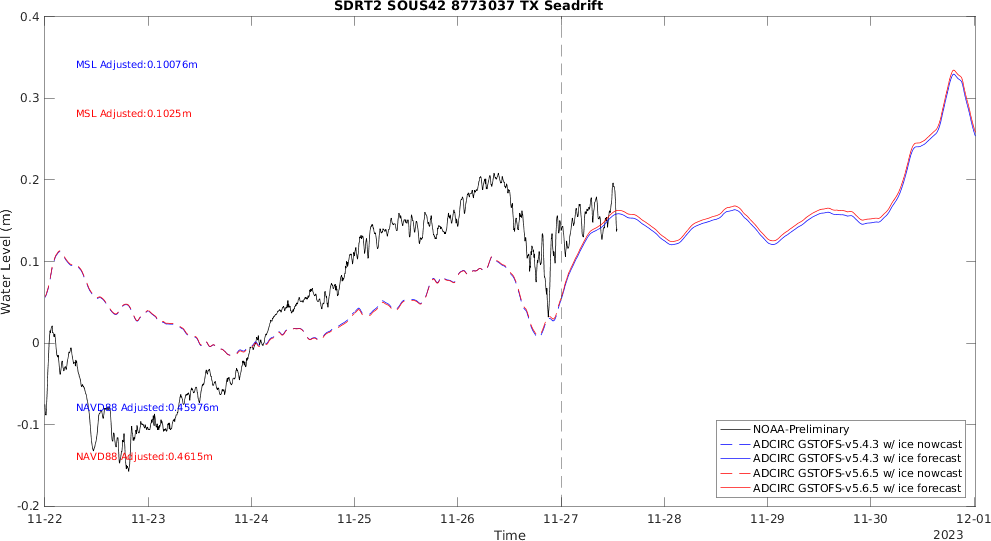 SDRT2 SOUS42 8773037 TX Seadrift
0.4
0.3
0.2
0.1
0
-0.1
-0.2
Water Level (m)
MSL Adjusted:0.10076m
MSL Adjusted:0.1025m
NAVD88 Adjusted:0.45976m
NAVD88 Adjusted:0.4615m
NOAA-Preliminary
ADCIRC GSTOFS-v5.4.3 w/ ice nowcast
ADCIRC GSTOFS-v5.4.3 w/ ice forecast
ADCIRC GSTOFS-v5.6.5 w/ ice nowcast
ADCIRC GSTOFS-v5.6.5 w/ ice forecast
11-22 11-23 11-24 11-25 11-26 11-27 11-28 11-29 11-30 12-01
Time
2023